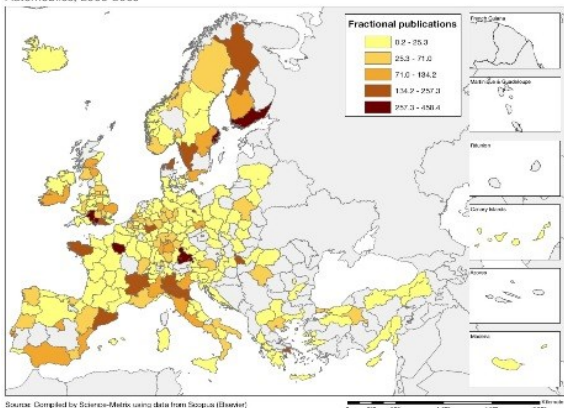 Fractional publications
0.2 - 25.3
25.3 - 71.0
71.0 - 134.2
134.2 - 257.3
257.3 - 458.4
French Guiana
Martinique & Guadeloupe
Réunion
Canary Islands
Azores
Madeira
Source: Compiled by Science-Metrix using data from Scopus (Elsevier)